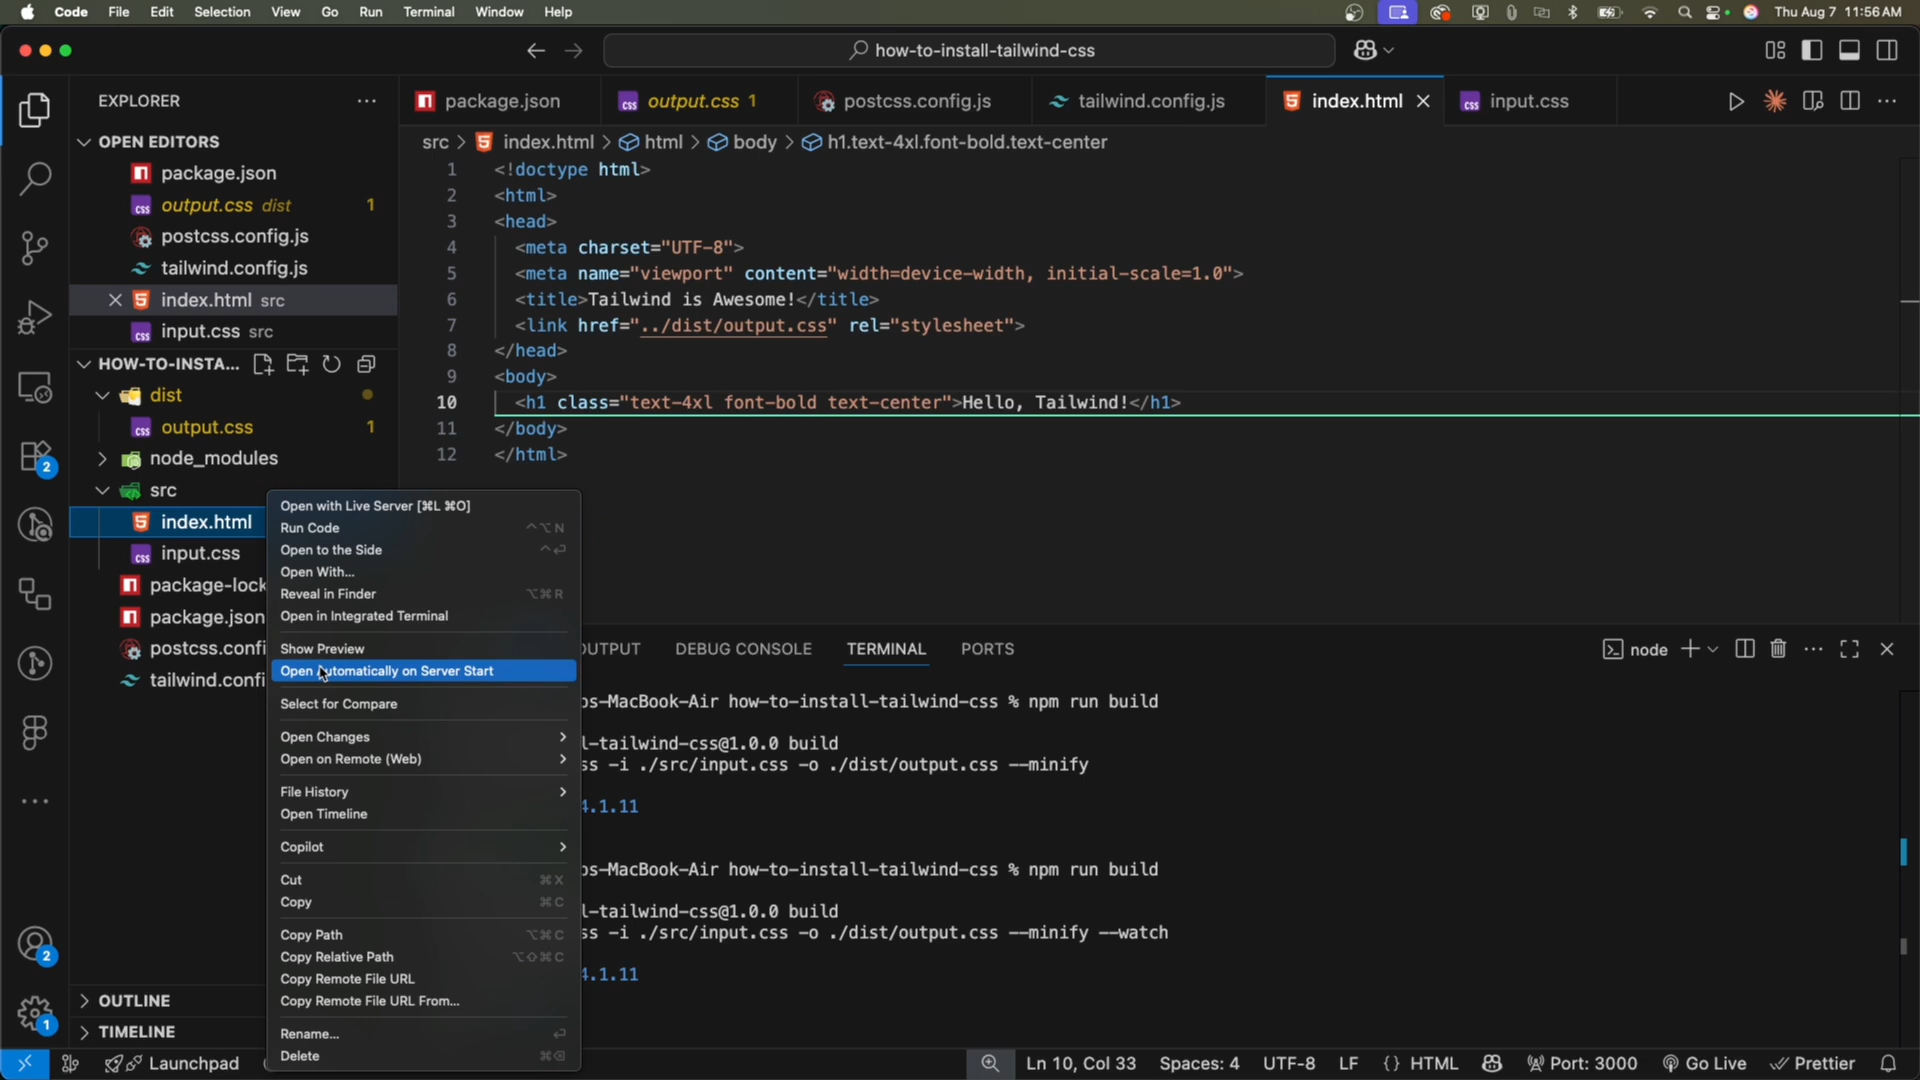 Code File Edit Selection View Go Run Terminal Window Help
Thu Aug 7 11:56 AM
how-to-install-tailwind-css
EXPLORER
package.json
output.css 1
postcss.config.js
tailwind.config.js
index.html
input.css
OPEN EDITORS
src > index.html > html > body > h1.text-4xl.font-bold.text-center
package.json
output.css dist 1
postcss.config.js
tailwind.config.js
index.html src
input.css src
HOW-TO-INSTA...
dist
output.css 1
node_modules
src
index.html
input.css
package-lock
package.json
postcss.confi
tailwind.confi
OUTLINE
TIMELINE
2
2
1
1 <!doctype html>
2 <html>
3 <head>
4 <meta charset="UTF-8">
5 <meta name="viewport" content="width=device-width, initial-scale=1.0">
6 <title>Tailwind is Awesome!</title>
7 <link href="../dist/output.css" rel="stylesheet">
8 </head>
9 <body>
10 <h1 class="text-4xl font-bold text-center">Hello, Tailwind!</h1>
11 </body>
12 </html>
Open with Live Server [⌘L ⌘O]
Run Code ^⌥N
Open to the Side ^⏎
Open With...
Reveal in Finder ⌥⌘R
Open in Integrated Terminal
Show Preview
Open Automatically on Server Start
Select for Compare
Open Changes >
Open on Remote (Web) >
File History >
Open Timeline
Copilot >
Cut ⌘X
Copy ⌘C
Copy Path ⌥⌘C
Copy Relative Path ⌥⇧⌘C
Copy Remote File URL
Copy Remote File URL From...
Rename... ⏎
Delete ⌘⌫
OUTPUT DEBUG CONSOLE TERMINAL PORTS
node
os-MacBook-Air how-to-install-tailwind-css % npm run build
l-tailwind-css@1.0.0 build
ss -i ./src/input.css -o ./dist/output.css --minify
4.1.11
os-MacBook-Air how-to-install-tailwind-css % npm run build
l-tailwind-css@1.0.0 build
ss -i ./src/input.css -o ./dist/output.css --minify --watch
4.1.11
Launchpad
Ln 10, Col 33 Spaces: 4 UTF-8 LF {} HTML Port: 3000 Go Live Prettier